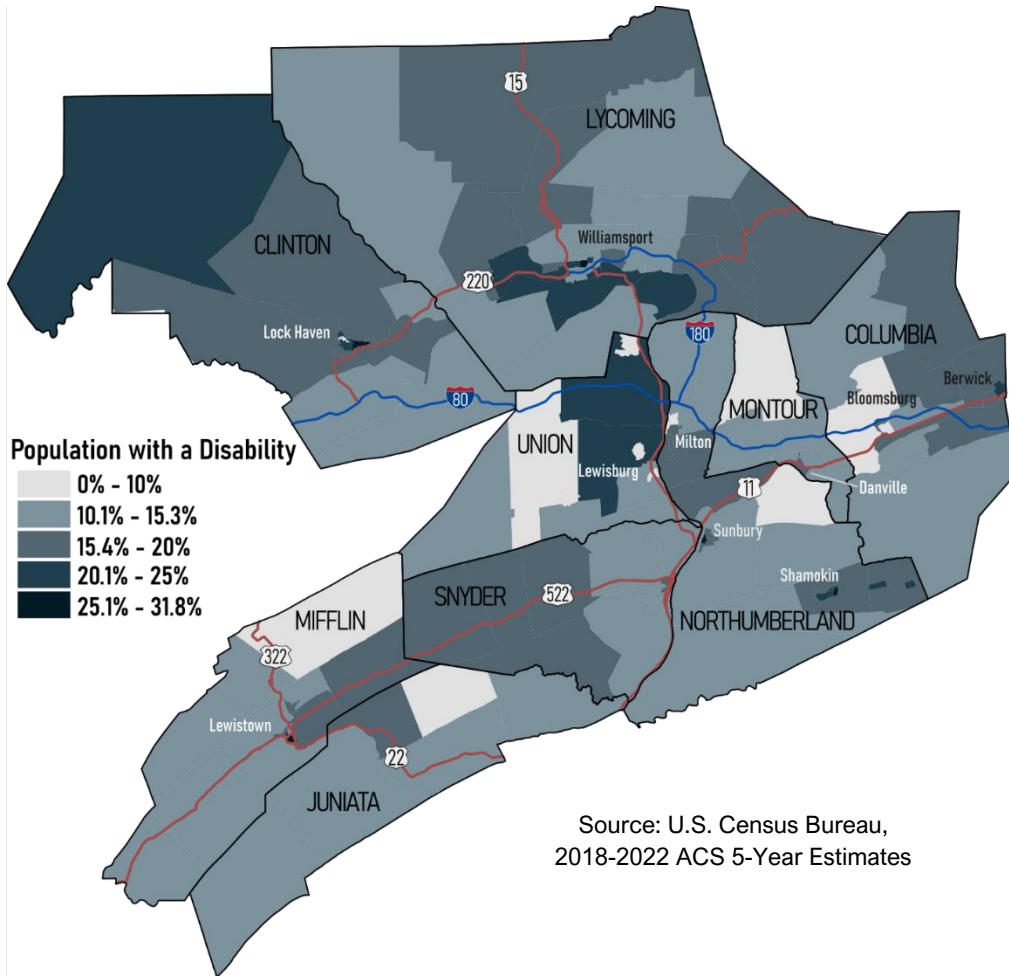 15
LYCOMING
Williamsport
CLINTON
220
Lock Haven
180
COLUMBIA
80
Berwick
Bloomsburg
MONTOUR
Population with a Disability
UNION
Milton
0% - 10%
Lewisburg
10.1% - 15.3%
Danville
11
15.4% - 20%
Sunbury
20.1% - 25%
Shamokin
25.1% - 31.8%
SNYDER
522
MIFFLIN
NORTHUMBERLAND
322
Lewistown
22
JUNIATA
Source: U.S. Census Bureau,
2018-2022 ACS 5-Year Estimates